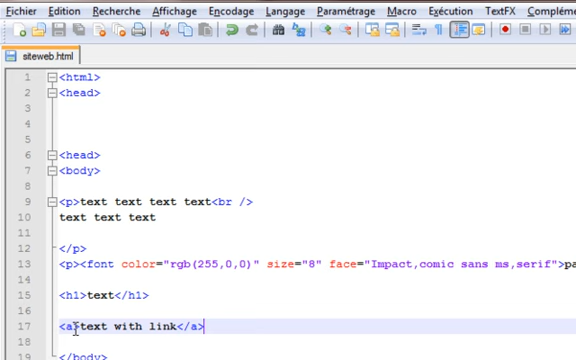 Fichier Edition Recherche Affichage Encodage Langage Paramétrage Macro Exécution TextFX Complémen
siteweb.html
1 <html>
2 <head>
3
4
5
6 <head>
7 <body>
8
9 <p>text text text text<br />
10 text text text
11
12 </p>
13 <p><font color="rgb(255,0,0)" size="8" face="Impact,comic sans ms,serif">pa
14
15 <h1>text</h1>
16
17 <a>text with link</a>
18
19 </body>